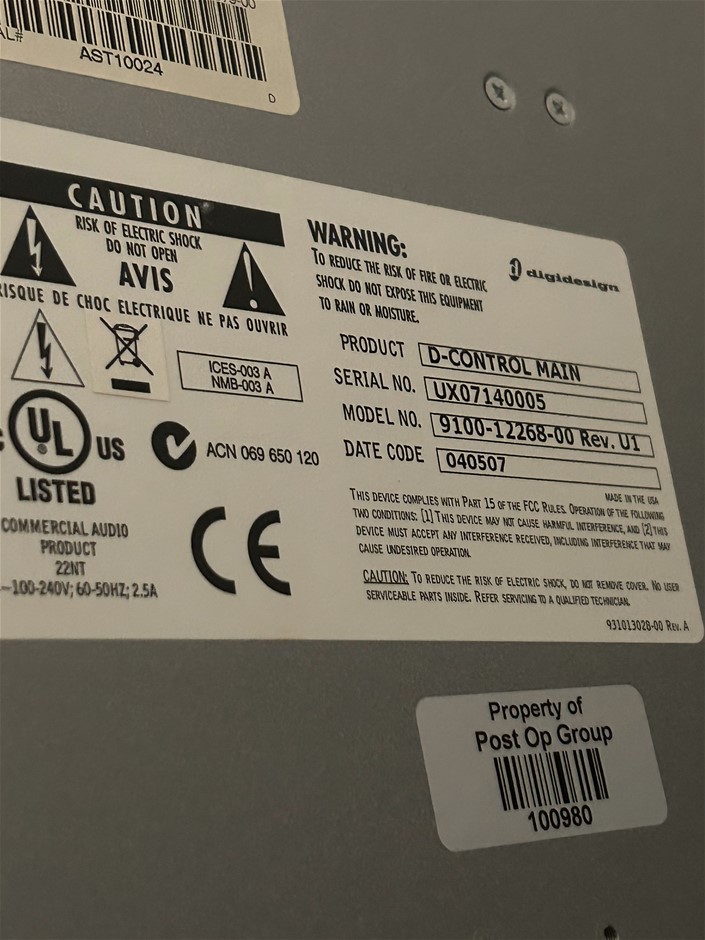 AL#
AST10024
D
CAUTION
RISK OF ELECTRIC SHOCK
DO NOT OPEN
AVIS
RISQUE DE CHOC ELECTRIQUE NE PAS OUVRIR
WARNING:
TO REDUCE THE RISK OF FIRE OR ELECTRIC
SHOCK DO NOT EXPOSE THIS EQUIPMENT
TO RAIN OR MOISTURE.
digidesign
ICES-003 A
NMB-003 A
UL US
LISTED
ACN 069 650 120
COMMERCIAL AUDIO
PRODUCT
22NT
~100-240V; 60-50HZ; 2.5A
CE
PRODUCT D-CONTROL MAIN
SERIAL NO. UX07140005
MODEL NO. 9100-12268-00 Rev. U1
DATE CODE 040507
MADE IN THE USA
THIS DEVICE COMPLIES WITH PART 15 OF THE FCC RULES. OPERATION OF THE FOLLOWING
TWO CONDITIONS: [1] THIS DEVICE MAY NOT CAUSE HARMFUL INTERFERENCE, AND [2] THIS
DEVICE MUST ACCEPT ANY INTERFERENCE RECEIVED, INCLUDING INTERFERENCE THAT MAY
CAUSE UNDESIRED OPERATION.
CAUTION: TO REDUCE THE RISK OF ELECTRIC SHOCK, DO NOT REMOVE COVER. NO USER
SERVICEABLE PARTS INSIDE. REFER SERVICING TO A QUALIFIED TECHNICIAN.
931013028-00 REV. A
Property of
Post Op Group
100980